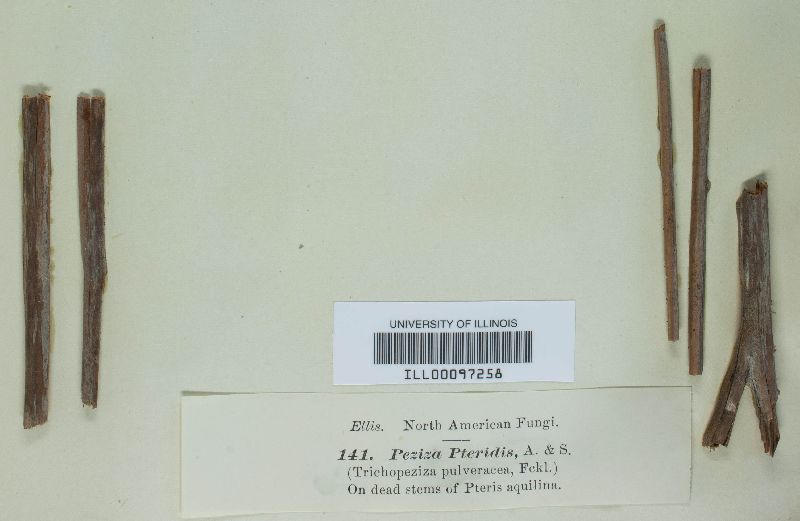 UNIVERSITY OF ILLINOIS
ILL00097258
Ellis. North American Fungi.
141. Peziza Pteridis, A. & S.
(Trichopeziza pulveracea, Fckl.)
On dead stems of Pteris aquilina.